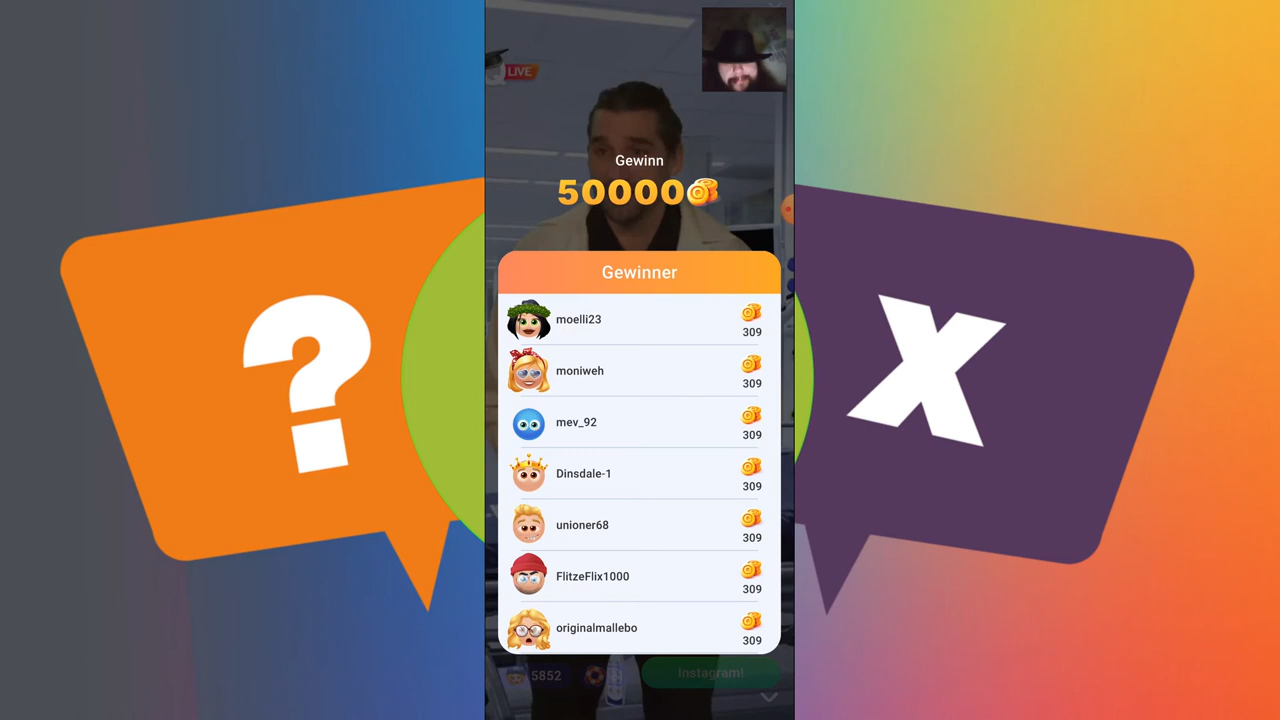 ?
X
LIVE
Gewinn
50000
Gewinner
moelli23
309
moniweh
309
mev_92
309
Dinsdale-1
309
unioner68
309
FlitzeFlix1000
309
originalmallebo
309
5852
Instagram!